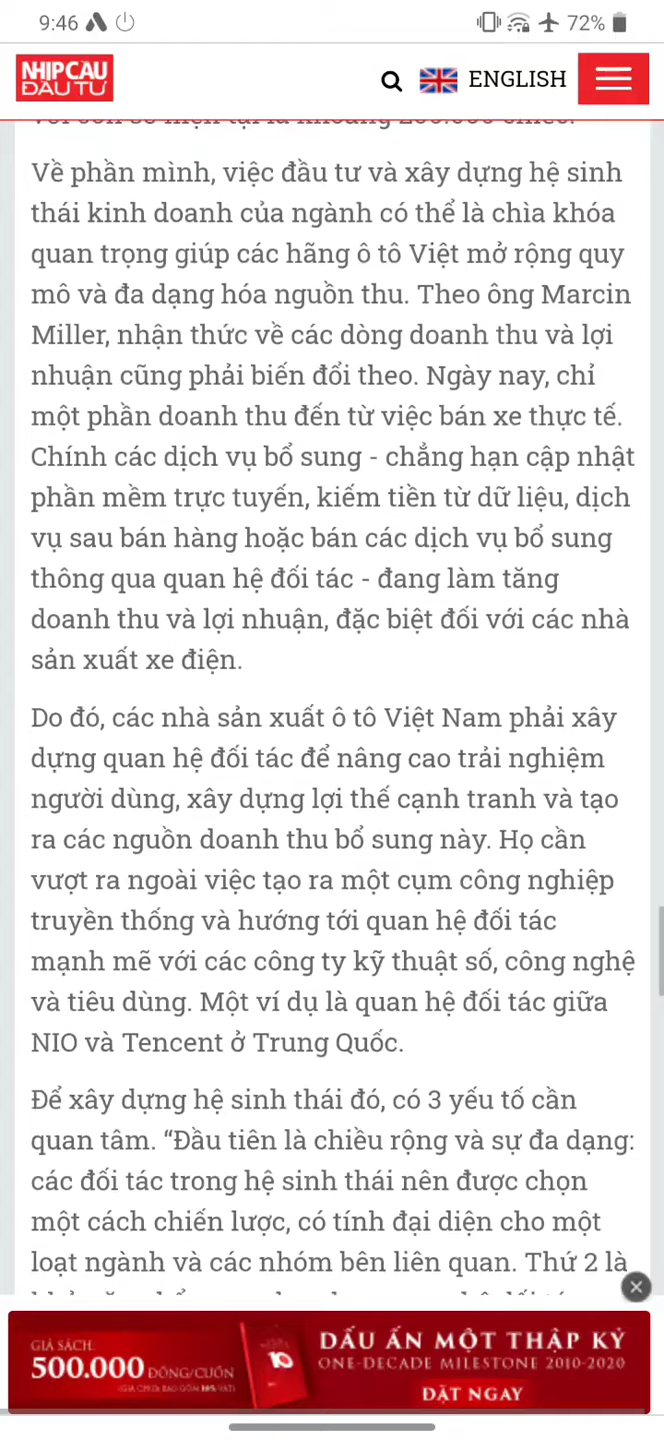 9:46
72%
NHỊP CẦU
ĐẦU TƯ
ENGLISH
Về phần mình, việc đầu tư và xây dựng hệ sinh
thái kinh doanh của ngành có thể là chìa khóa
quan trọng giúp các hãng ô tô Việt mở rộng quy
mô và đa dạng hóa nguồn thu. Theo ông Marcin
Miller, nhận thức về các dòng doanh thu và lợi
nhuận cũng phải biến đổi theo. Ngày nay, chỉ
một phần doanh thu đến từ việc bán xe thực tế.
Chính các dịch vụ bổ sung - chẳng hạn cập nhật
phần mềm trực tuyến, kiếm tiền từ dữ liệu, dịch
vụ sau bán hàng hoặc bán các dịch vụ bổ sung
thông qua quan hệ đối tác - đang làm tăng
doanh thu và lợi nhuận, đặc biệt đối với các nhà
sản xuất xe điện.
Do đó, các nhà sản xuất ô tô Việt Nam phải xây
dựng quan hệ đối tác để nâng cao trải nghiệm
người dùng, xây dựng lợi thế cạnh tranh và tạo
ra các nguồn doanh thu bổ sung này. Họ cần
vượt ra ngoài việc tạo ra một cụm công nghiệp
truyền thống và hướng tới quan hệ đối tác
mạnh mẽ với các công ty kỹ thuật số, công nghệ
và tiêu dùng. Một ví dụ là quan hệ đối tác giữa
NIO và Tencent ở Trung Quốc.
Để xây dựng hệ sinh thái đó, có 3 yếu tố cần
quan tâm. “Đầu tiên là chiều rộng và sự đa dạng:
các đối tác trong hệ sinh thái nên được chọn
một cách chiến lược, có tính đại diện cho một
loạt ngành và các nhóm bên liên quan. Thứ 2 là
GIÁ SÁCH:
500.000 ĐỒNG/CUỐN
(GIÁ CHƯA BAO GỒM 10% VAT)
10
DẤU ẤN MỘT THẬP KỶ
ONE-DECADE MILESTONE 2010-2020
ĐẶT NGAY